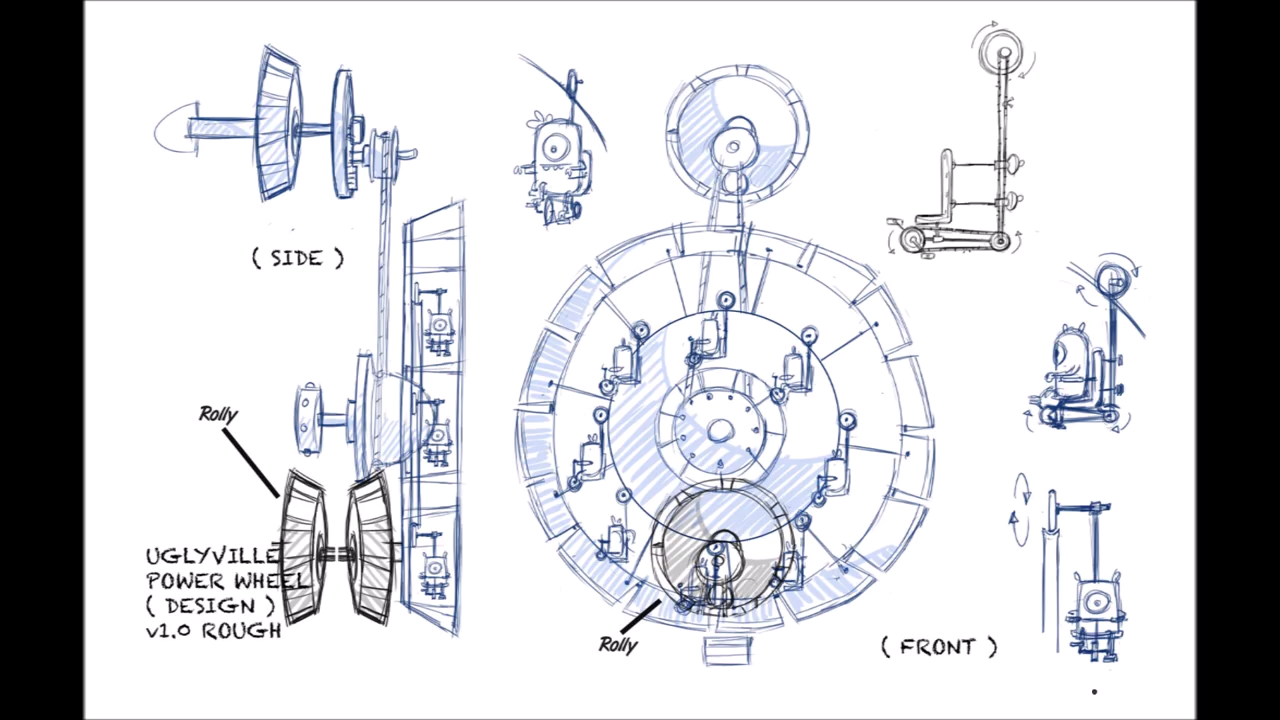 ( SIDE )
Rolly
UGLYVILLE
POWER WHEEL
( DESIGN )
v1.0 ROUGH
Rolly
( FRONT )